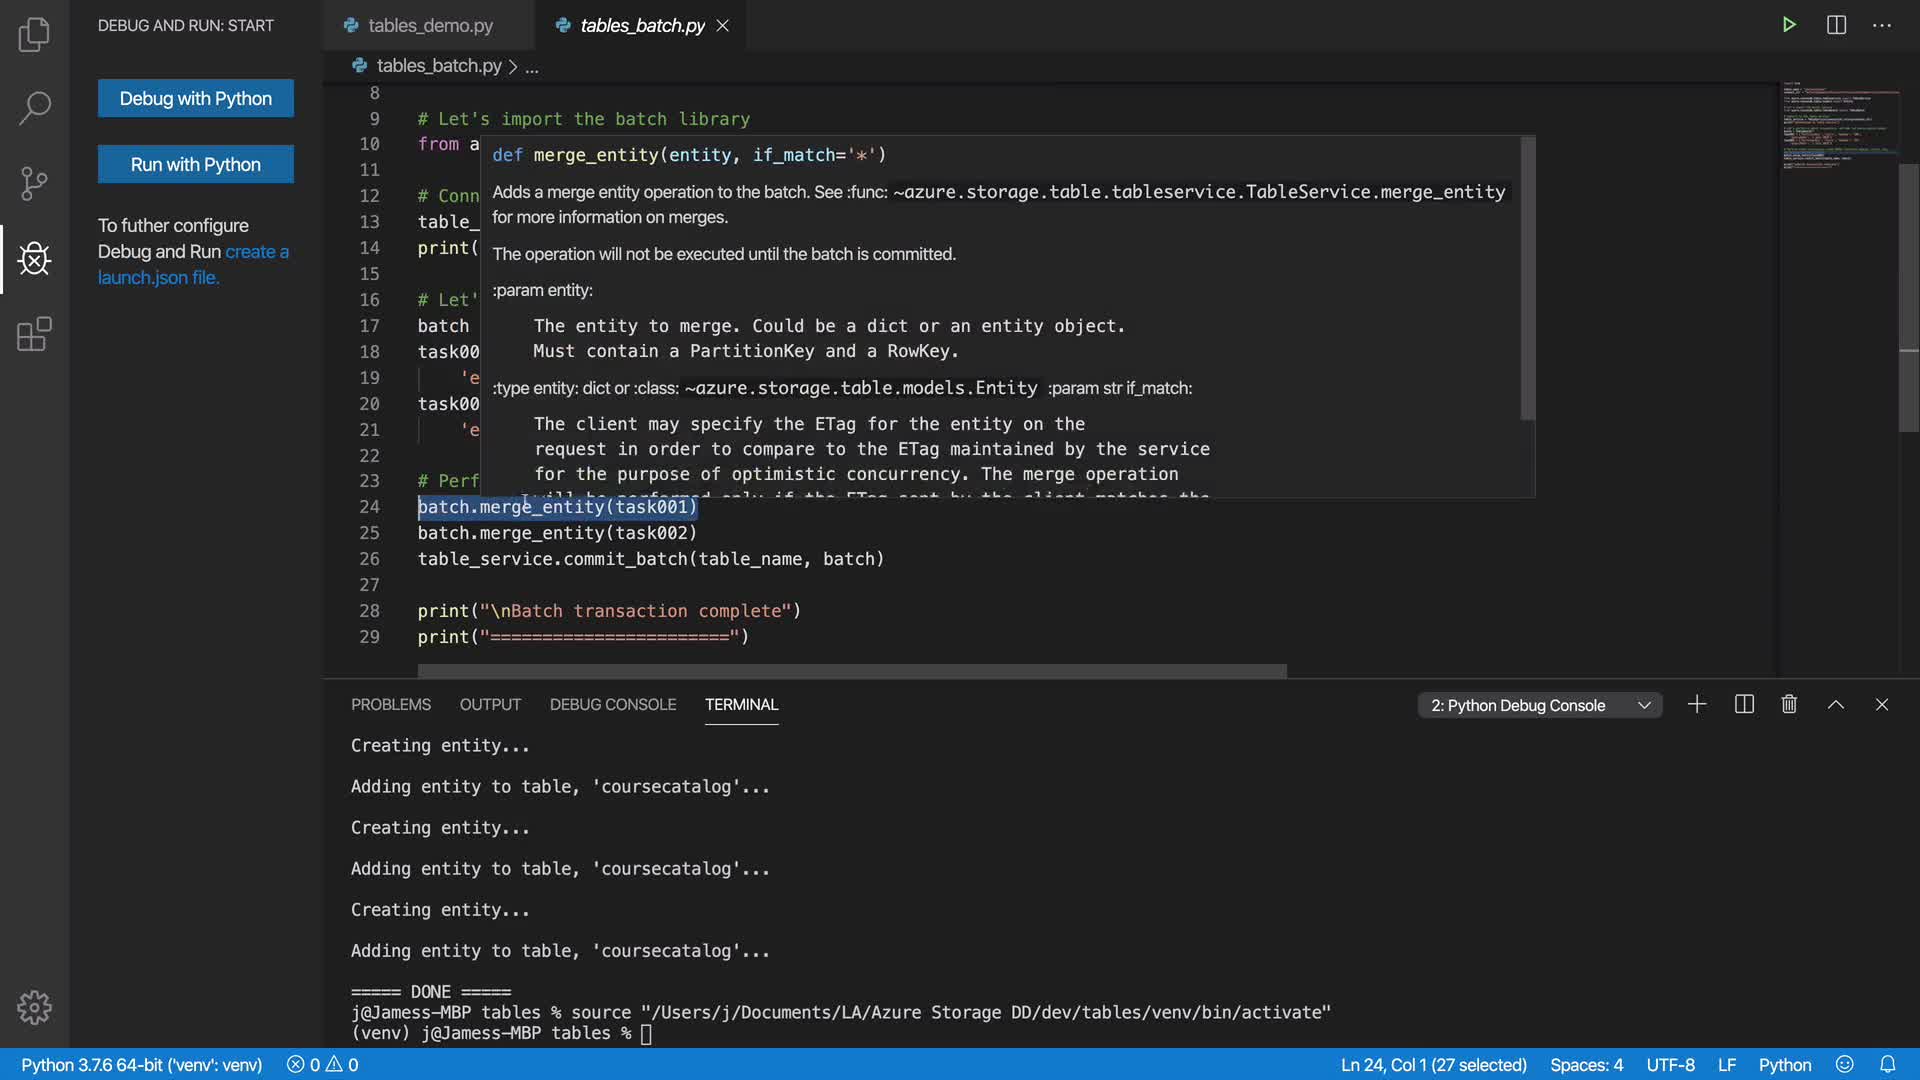 DEBUG AND RUN: START
Debug with Python
Run with Python
To futher configure
Debug and Run create a
launch.json file.
tables_demo.py
tables_batch.py
tables_batch.py > ...
8
9 # Let's import the batch library
10 from a
11
12 # Conn
13 table_
14 print(
15
16 # Let'
17 batch
18 task00
19 'e
20 task00
21 'e
22
23 # Perf
def merge_entity(entity, if_match='*')
Adds a merge entity operation to the batch. See :func: ~azure.storage.table.tableservice.TableService.merge_entity
for more information on merges.
The operation will not be executed until the batch is committed.
:param entity:
The entity to merge. Could be a dict or an entity object.
Must contain a PartitionKey and a RowKey.
:type entity: dict or :class: ~azure.storage.table.models.Entity :param str if_match:
The client may specify the ETag for the entity on the
request in order to compare to the ETag maintained by the service
for the purpose of optimistic concurrency. The merge operation
will be performed only if the ETag sent by the client matches the
24 batch.merge_entity(task001)
25 batch.merge_entity(task002)
26 table_service.commit_batch(table_name, batch)
27
28 print("\nBatch transaction complete")
29 print("=======================")
PROBLEMS OUTPUT DEBUG CONSOLE TERMINAL
2: Python Debug Console
Creating entity...
Adding entity to table, 'coursecatalog'...
Creating entity...
Adding entity to table, 'coursecatalog'...
Creating entity...
Adding entity to table, 'coursecatalog'...
===== DONE =====
j@Jamess-MBP tables % source "/Users/j/Documents/LA/Azure Storage DD/dev/tables/venv/bin/activate"
(venv) j@Jamess-MBP tables %
Python 3.7.6 64-bit ('venv': venv) 0 0
Ln 24, Col 1 (27 selected) Spaces: 4 UTF-8 LF Python